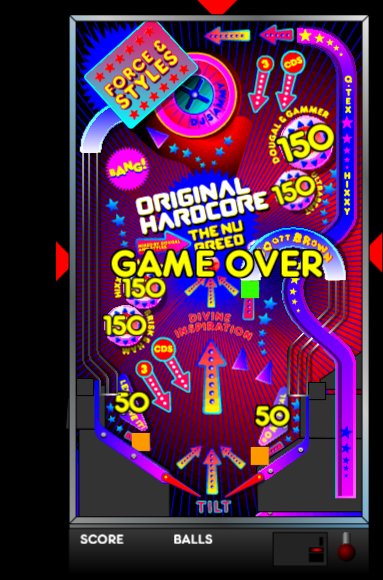 FORCE &
STYLES
DJ SHARKEY
3
CDS
Q-TEX
HIXXY
DOUGAL & GAMMER
150
BANG!
150
ORIGINAL
HARDCORE
THE NU
BREED
SCOTT BROWN
GAME OVER
150
150
DIVINE
INSPIRATION
CDS
3
50
50
TILT
SCORE
BALLS